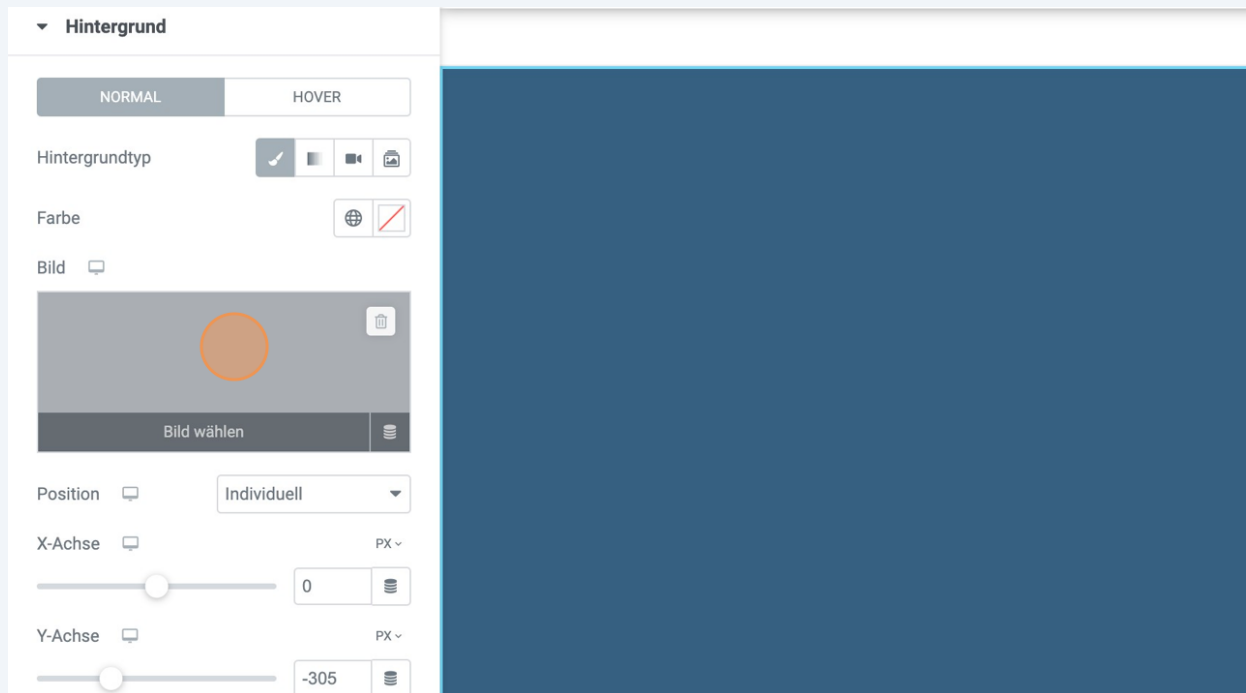 Hintergrund
NORMAL HOVER
Hintergrundtyp
Farbe
Bild
Bild wählen
Position Individuell
X-Achse PX
0
Y-Achse PX
-305